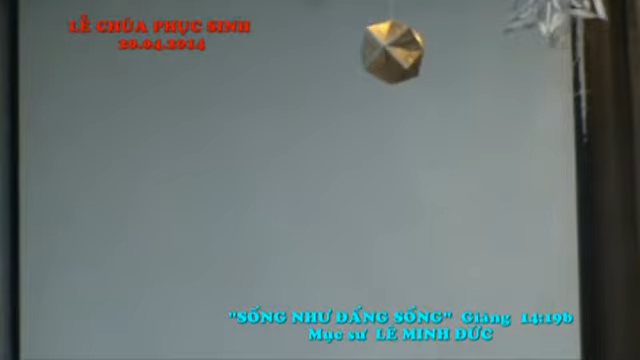 LỄ CHÚA PHỤC SINH
20.04.2014
"SỐNG NHƯ ĐẤNG SỐNG" Giăng 14:19b
Mục sư LÊ MINH ĐỨC